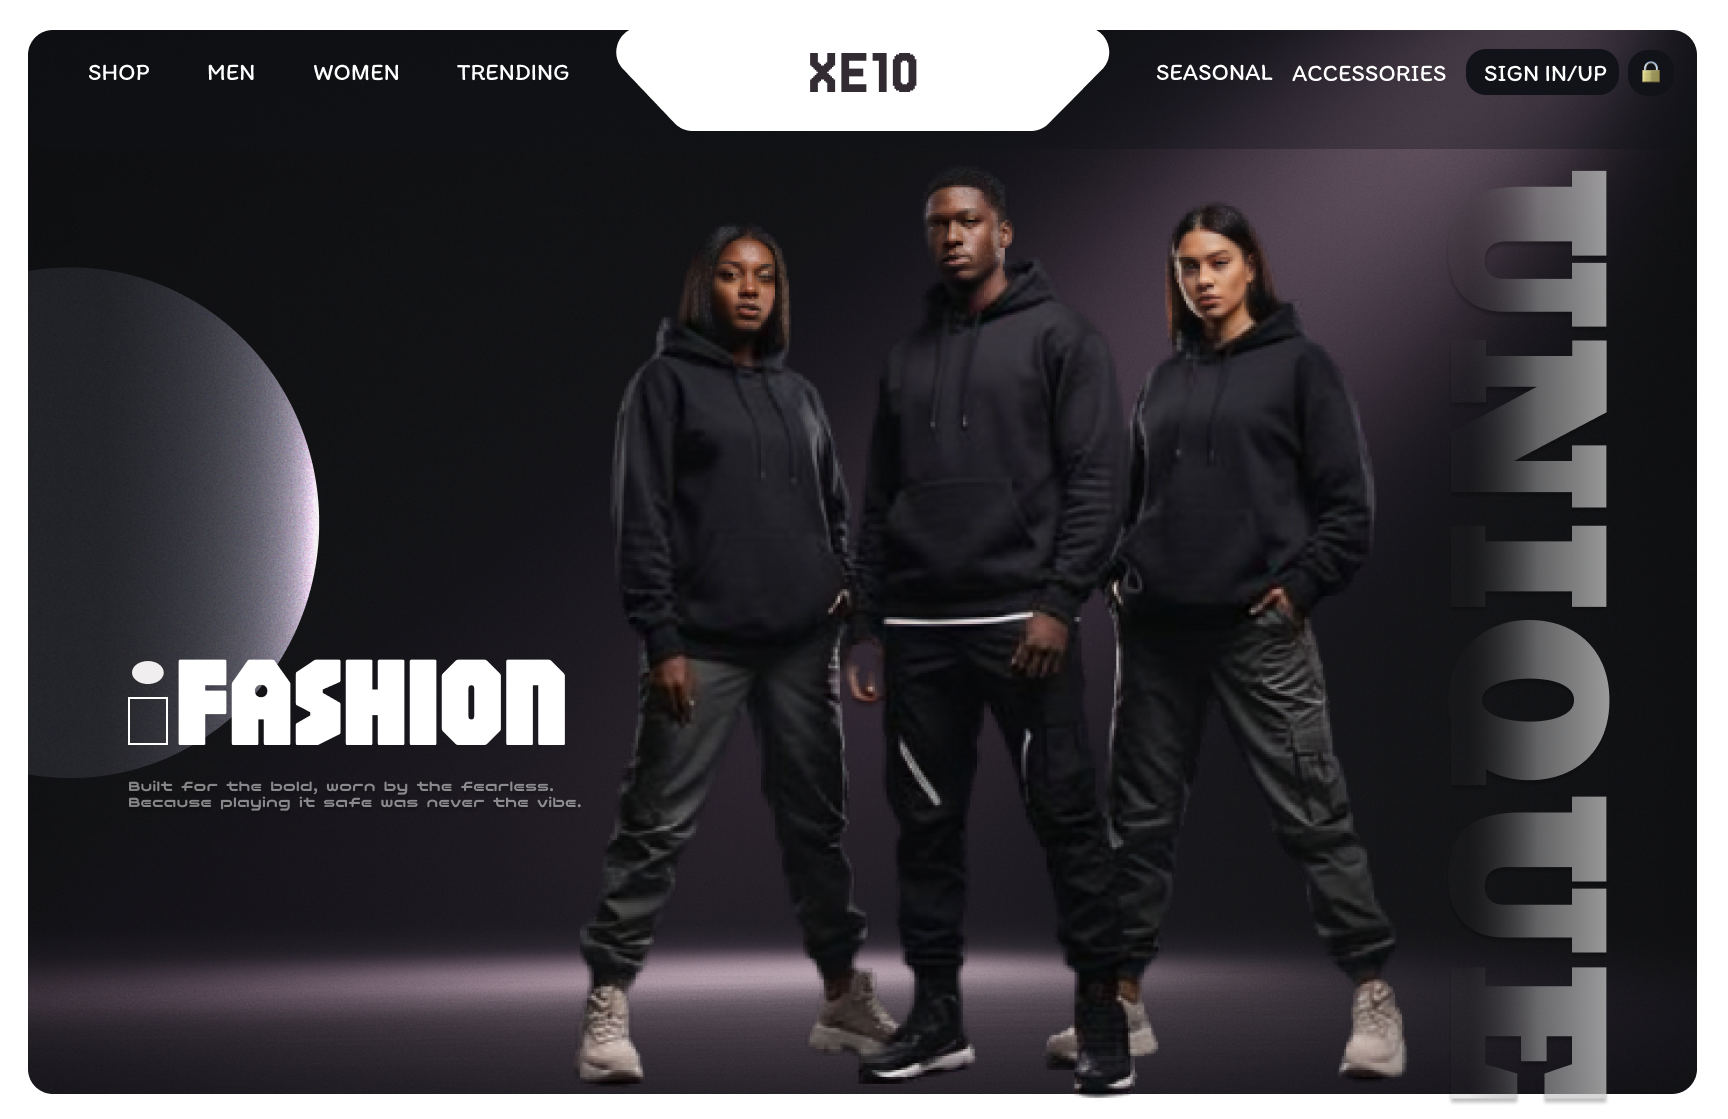 SHOP MEN WOMEN TRENDING XE10 SEASONAL ACCESSORIES SIGN IN/UP
UNIQUE
iFASHION
Built for the bold, worn by the fearless.
Because playing it safe was never the vibe.